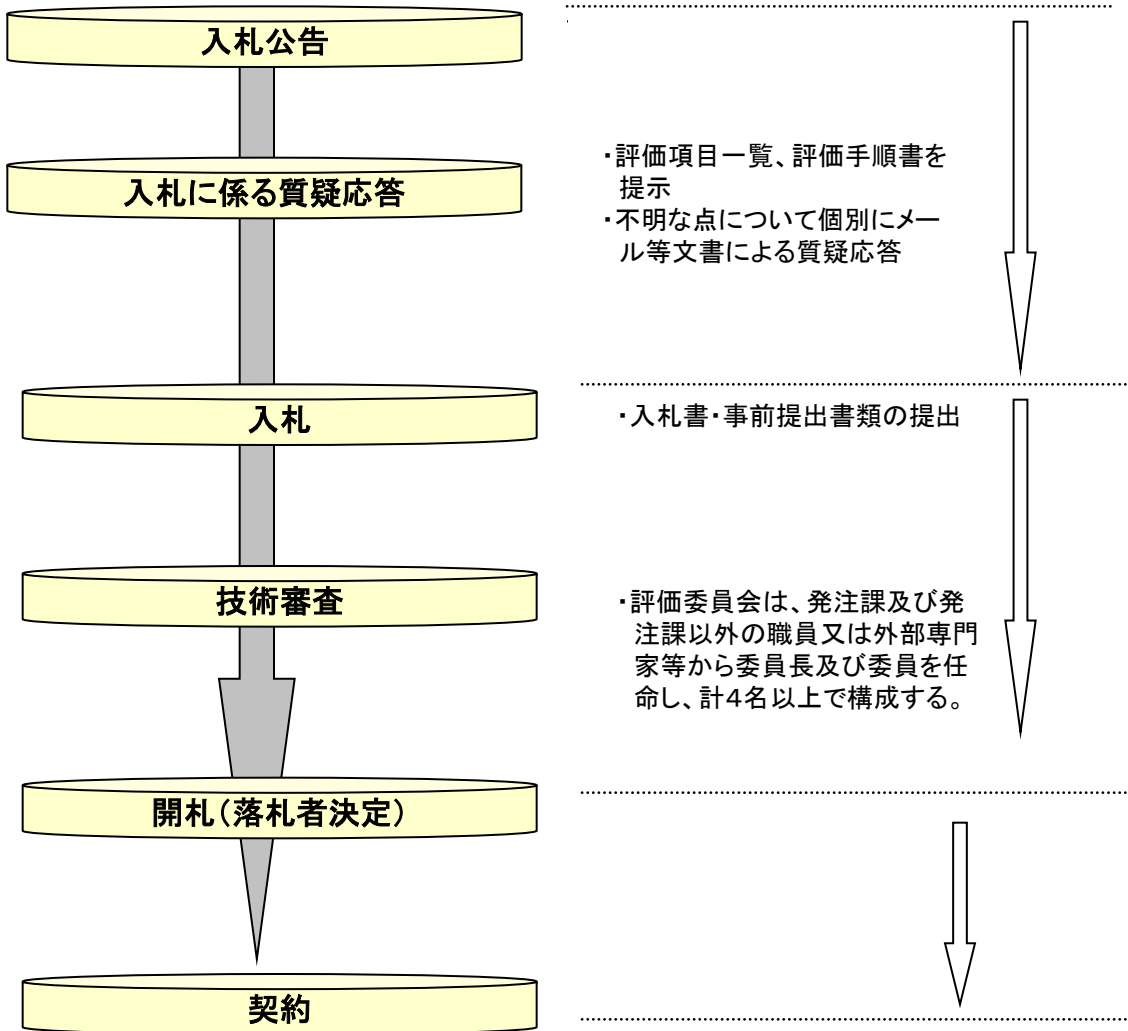 入札公告
入札に係る質疑応答
・評価項目一覧、評価手順書を
提示
・不明な点について個別にメー
ル等文書による質疑応答
入札
・入札書・事前提出書類の提出
技術審査
・評価委員会は、発注課及び発
注課以外の職員又は外部専門
家等から委員長及び委員を任
命し、計4名以上で構成する。
開札(落札者決定)
契約